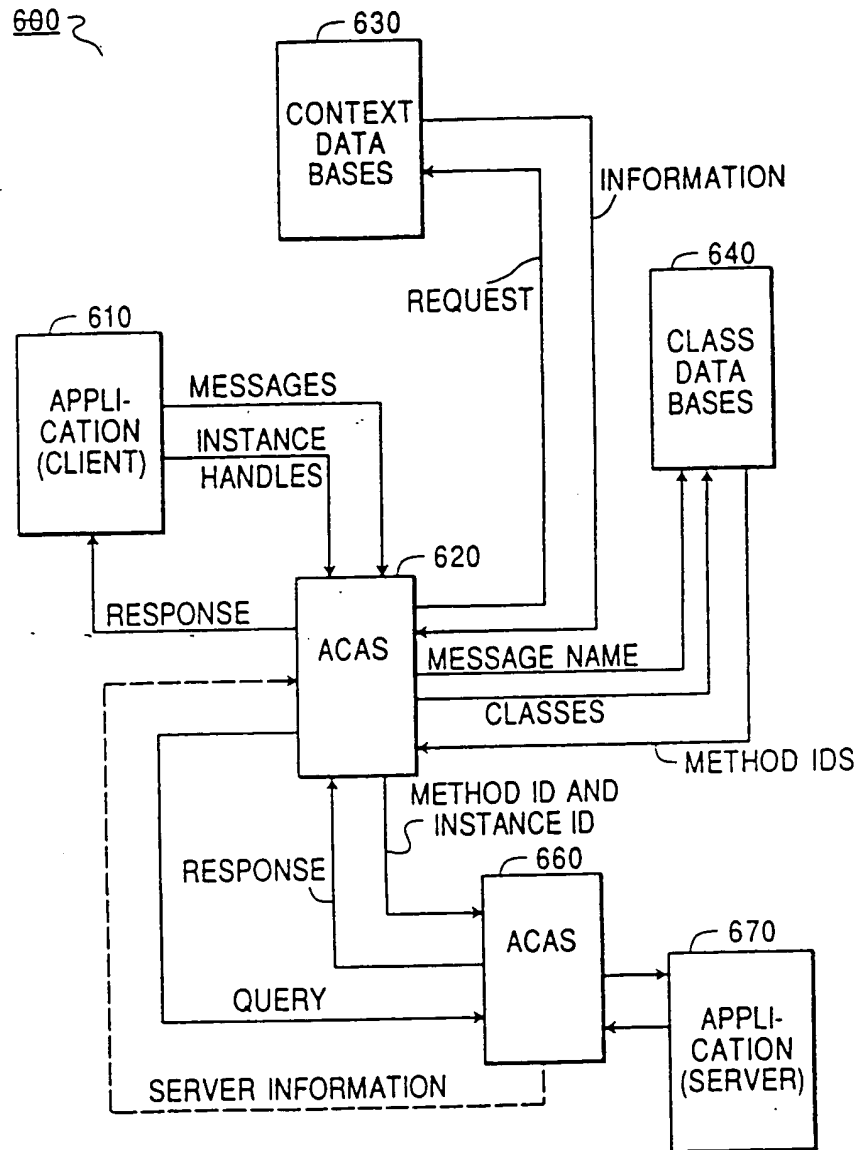 600
630
CONTEXT
DATA
BASES
INFORMATION
REQUEST
640
CLASS
DATA
BASES
610
APPLI-
CATION
(CLIENT)
MESSAGES
INSTANCE
HANDLES
620
ACAS
RESPONSE
MESSAGE NAME
CLASSES
METHOD IDS
METHOD ID AND
INSTANCE ID
RESPONSE
660
ACAS
670
APPLI-
CATION
(SERVER)
QUERY
SERVER INFORMATION